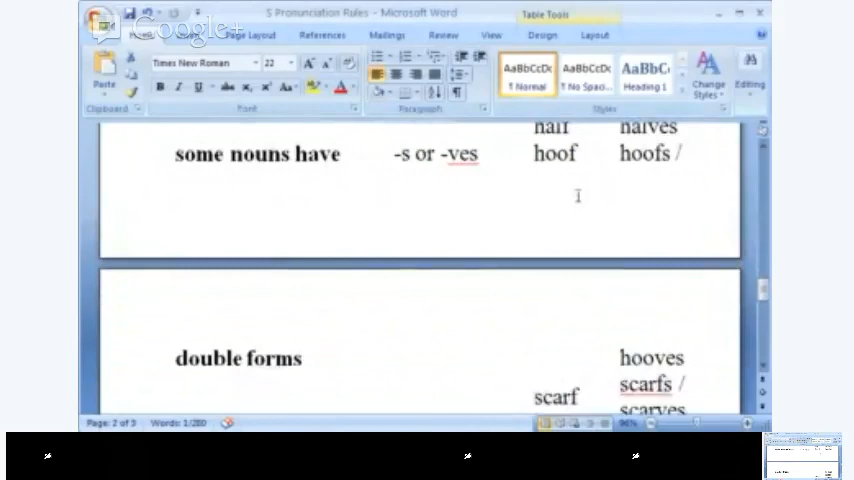 S Pronunciation Rules - Microsoft Word
Table Tools
Google+
Page Layout
References
Mailings
Review
View
Design
Layout
Times New Roman
22
Paste
AaBbCcDc
AaBbCcDc
AaBbC
¶ Normal
¶ No Spaci...
Heading 1
Change
Styles
Editing
Clipboard
Font
Paragraph
Styles
half halves
some nouns have -s or -ves hoof hoofs /
double forms hooves
scarf scarfs /
scarves
Page: 2 of 3
Words: 1/280
96%